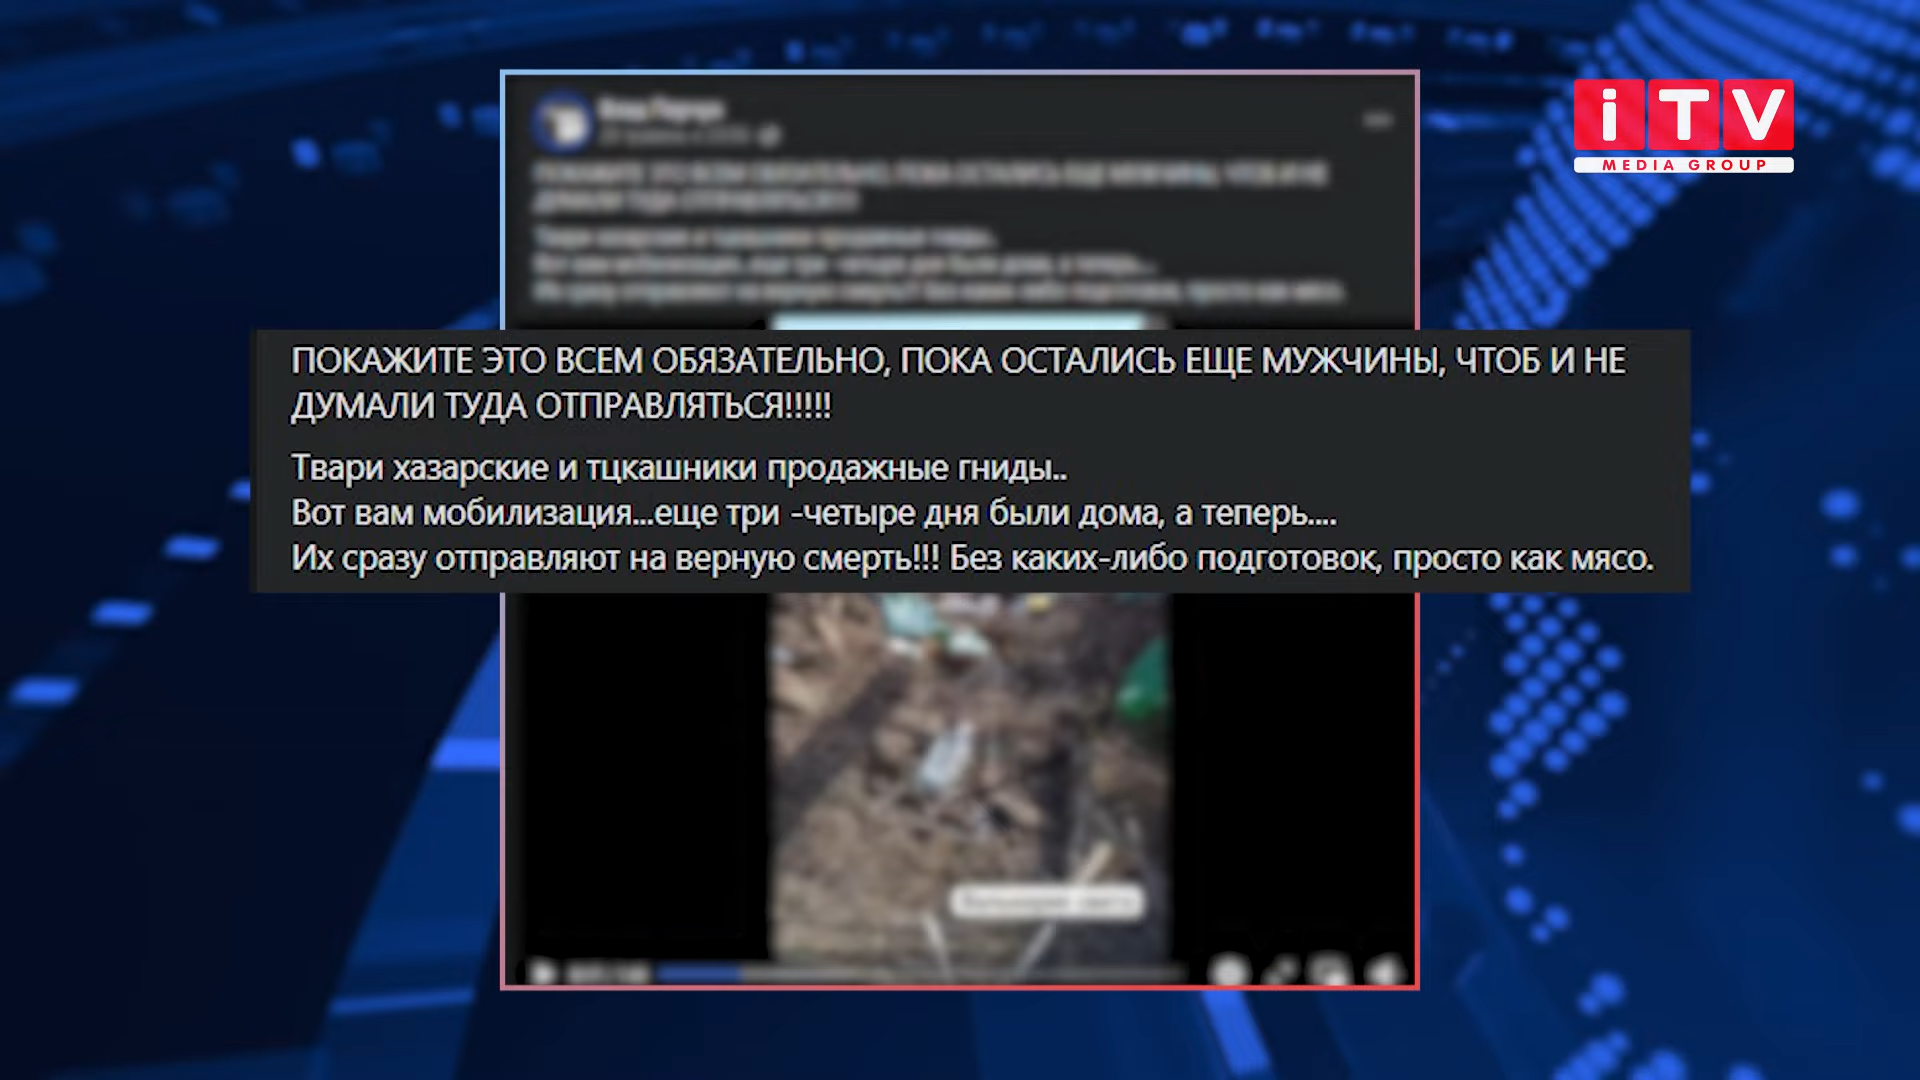 iTV
MEDIA GROUP
ПОКАЖИТЕ ЭТО ВСЕМ ОБЯЗАТЕЛЬНО, ПОКА ОСТАЛИСЬ ЕЩЕ МУЖЧИНЫ, ЧТОБ И НЕ
ДУМАЛИ ТУДА ОТПРАВЛЯТЬСЯ!!!!!
Твари хазарские и тцкашники продажные гниды..
Вот вам мобилизация...еще три -четыре дня были дома, а теперь....
Их сразу отправляют на верную смерть!!! Без каких-либо подготовок, просто как мясо.